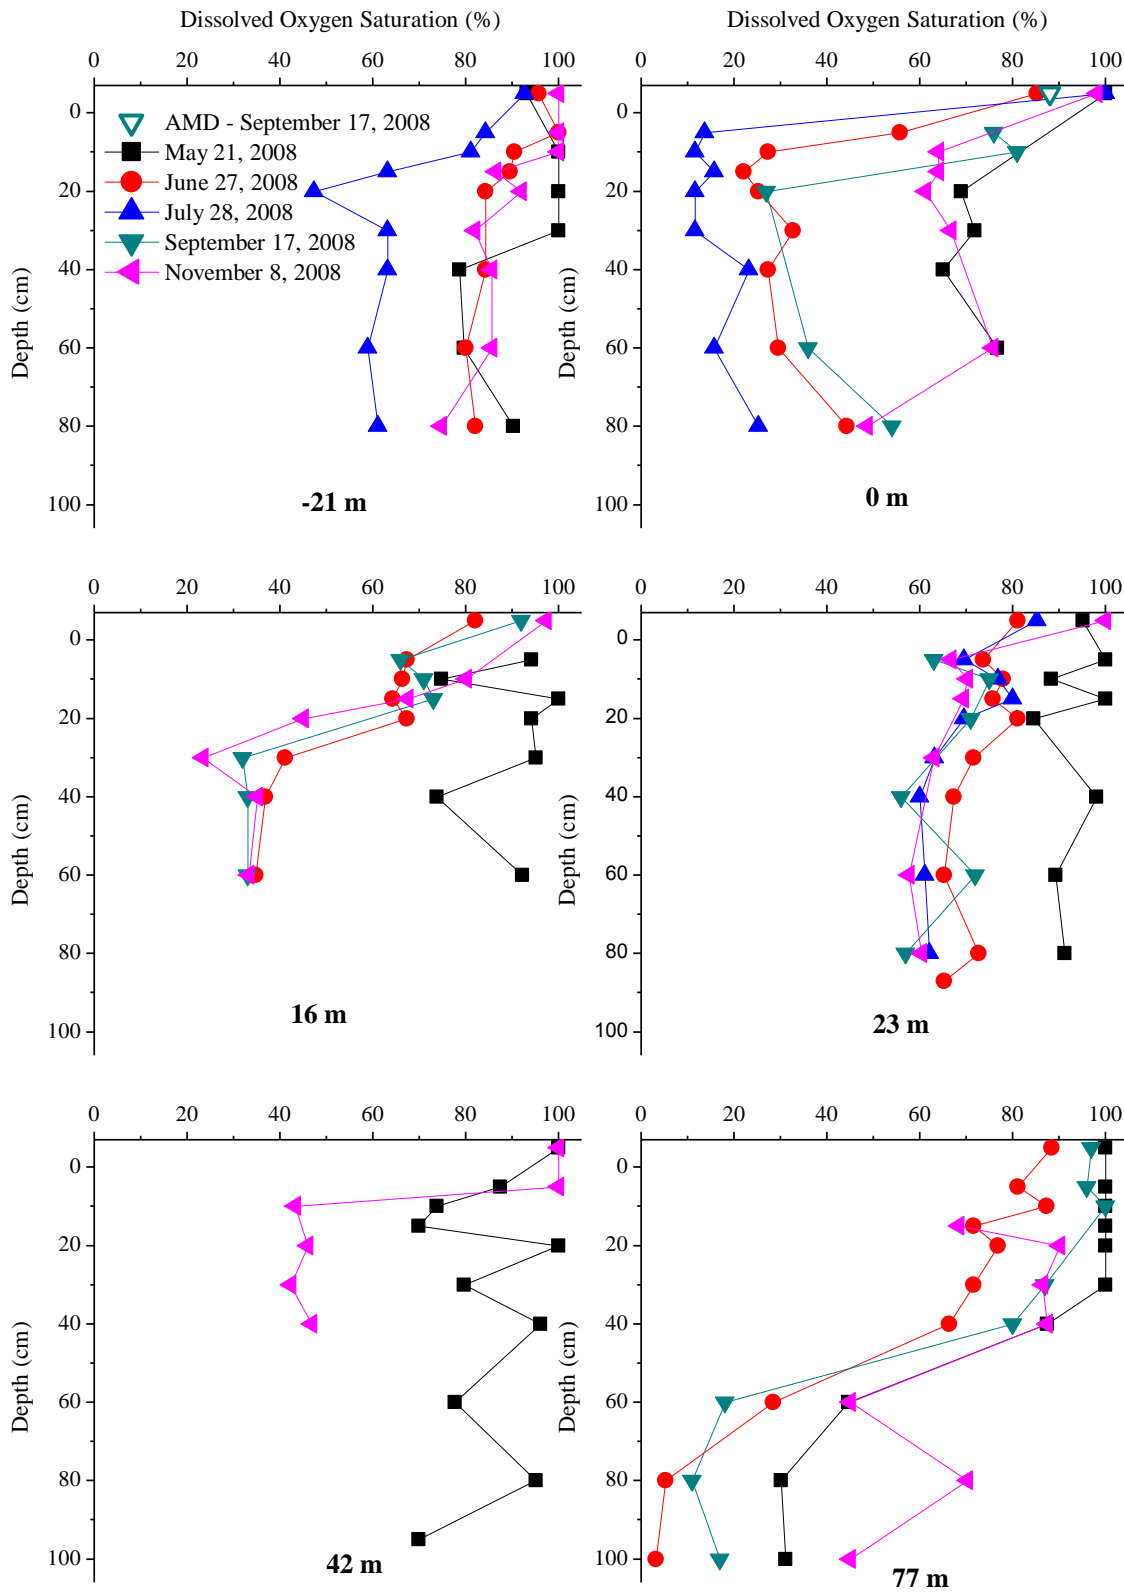 Dissolved Oxygen Saturation (%)
Dissolved Oxygen Saturation (%)
0 20 40 60 80 100
0 20 40 60 80 100
0
20
40
60
80
100
Depth (cm)
AMD - September 17, 2008
May 21, 2008
June 27, 2008
July 28, 2008
September 17, 2008
November 8, 2008
-21 m
0
20
40
60
80
100
Depth (cm)
0 m
0 20 40 60 80 100
0
20
40
60
80
100
Depth (cm)
16 m
0 20 40 60 80 100
0
20
40
60
80
100
Depth (cm)
23 m
0 20 40 60 80 100
0
20
40
60
80
100
Depth (cm)
42 m
0 20 40 60 80 100
0
20
40
60
80
100
Depth (cm)
77 m